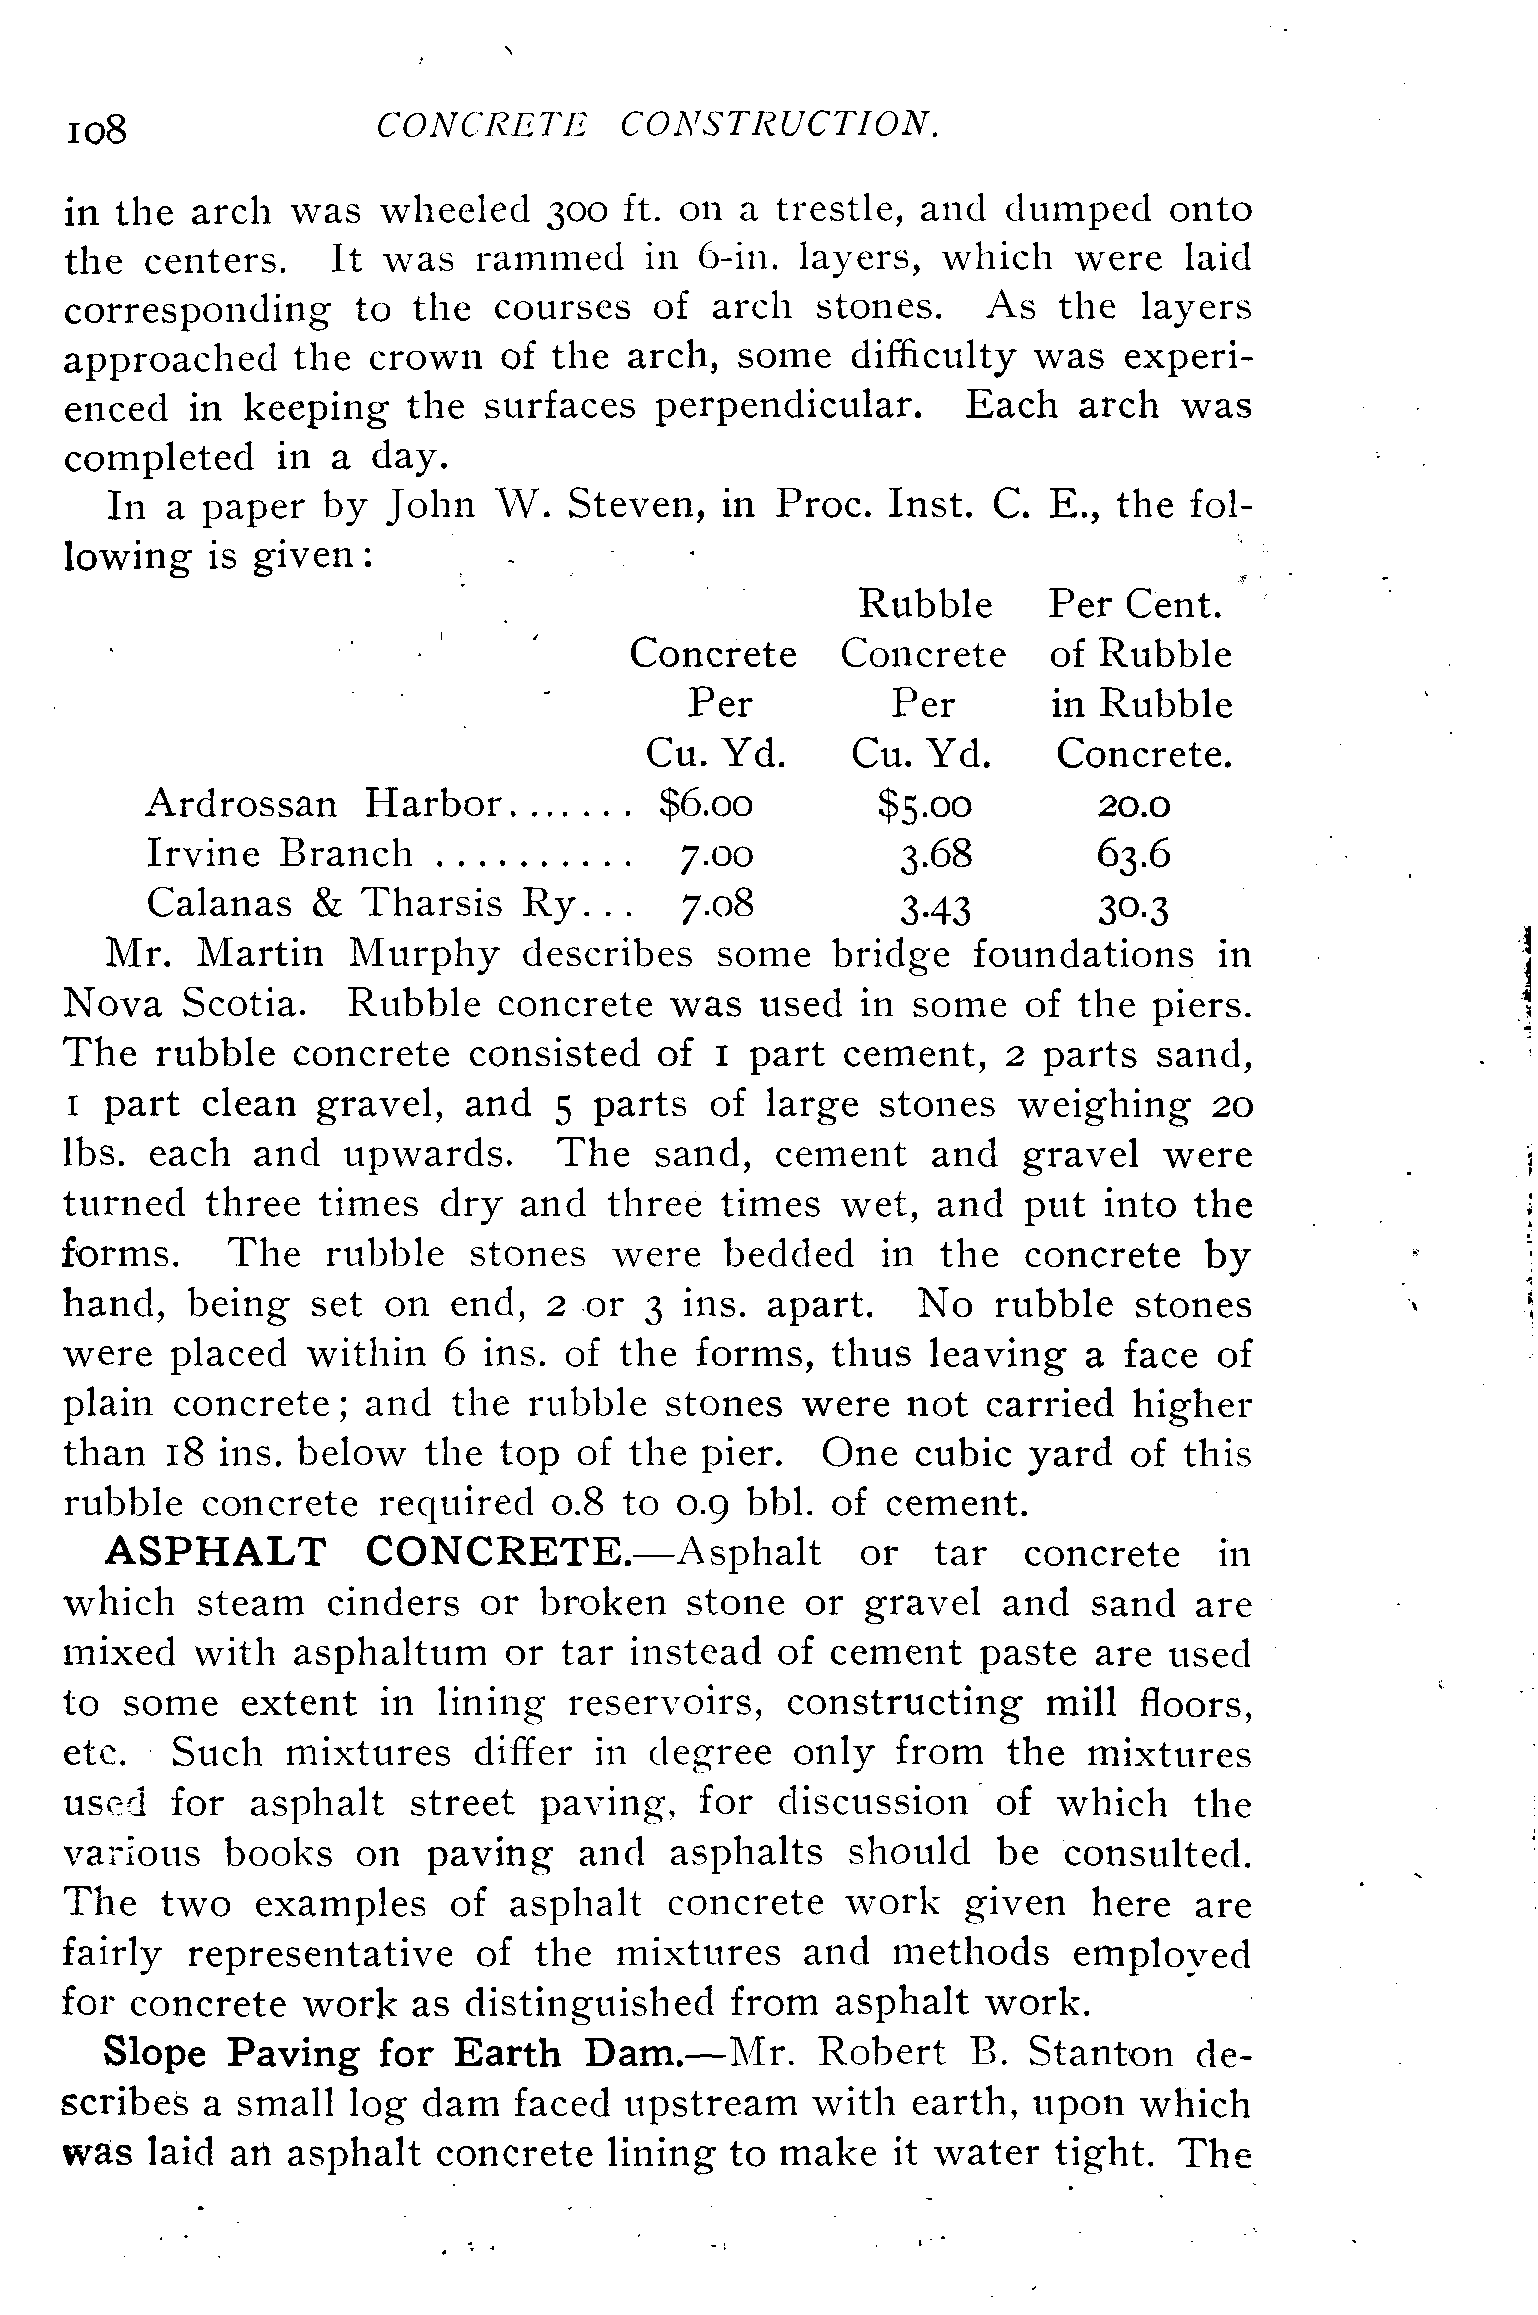 108 CONCRETE CONSTRUCTION.
in the arch was wheeled 300 ft. on a trestle, and dumped onto
the centers. It was rammed in 6-in. layers, which were laid
corresponding to the courses of arch stones. As the layers
approached the crown of the arch, some difficulty was experi-
enced in keeping the surfaces perpendicular. Each arch was
completed in a day.
In a paper by John W. Steven, in Proc. Inst. C. E., the fol-
lowing is given:
Rubble Per Cent.
Concrete Concrete of Rubble
Per Per in Rubble
Cu. Yd. Cu. Yd. Concrete.
Ardrossan Harbor....... $6.00 $5.00 20.0
Irvine Branch .......... 7.00 3.68 63.6
Calanas & Tharsis Ry... 7.08 3.43 30.3
Mr. Martin Murphy describes some bridge foundations in
Nova Scotia. Rubble concrete was used in some of the piers.
The rubble concrete consisted of 1 part cement, 2 parts sand,
1 part clean gravel, and 5 parts of large stones weighing 20
lbs. each and upwards. The sand, cement and gravel were
turned three times dry and three times wet, and put into the
forms. The rubble stones were bedded in the concrete by
hand, being set on end, 2 or 3 ins. apart. No rubble stones
were placed within 6 ins. of the forms, thus leaving a face of
plain concrete; and the rubble stones were not carried higher
than 18 ins. below the top of the pier. One cubic yard of this
rubble concrete required 0.8 to 0.9 bbl. of cement.
ASPHALT CONCRETE.—Asphalt or tar concrete in
which steam cinders or broken stone or gravel and sand are
mixed with asphaltum or tar instead of cement paste are used
to some extent in lining reservoirs, constructing mill floors,
etc. Such mixtures differ in degree only from the mixtures
used for asphalt street paving, for discussion of which the
various books on paving and asphalts should be consulted.
The two examples of asphalt concrete work given here are
fairly representative of the mixtures and methods employed
for concrete work as distinguished from asphalt work.
Slope Paving for Earth Dam.—Mr. Robert B. Stanton de-
scribes a small log dam faced upstream with earth, upon which
was laid an asphalt concrete lining to make it water tight. The